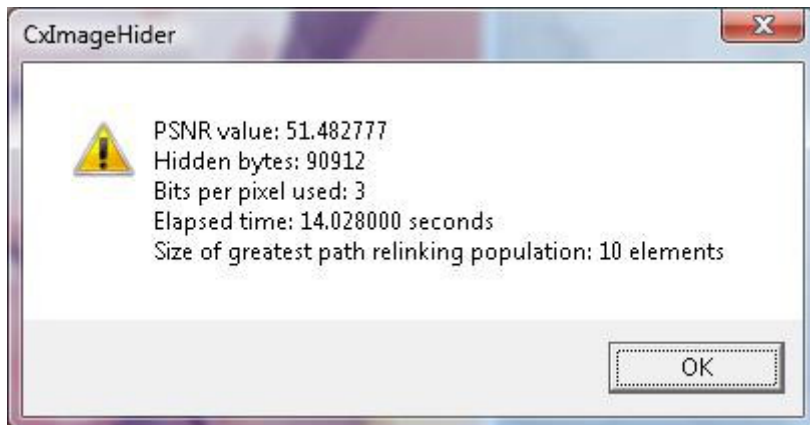 CxImageHider
PSNR value: 51.482777
Hidden bytes: 90912
Bits per pixel used: 3
Elapsed time: 14.028000 seconds
Size of greatest path relinking population: 10 elements
OK